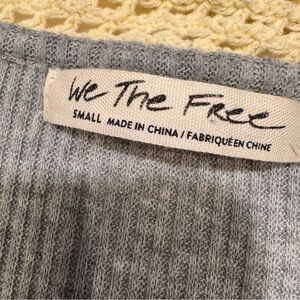 We The Free
SMALL MADE IN CHINA / FABRIQUÉ EN CHINE